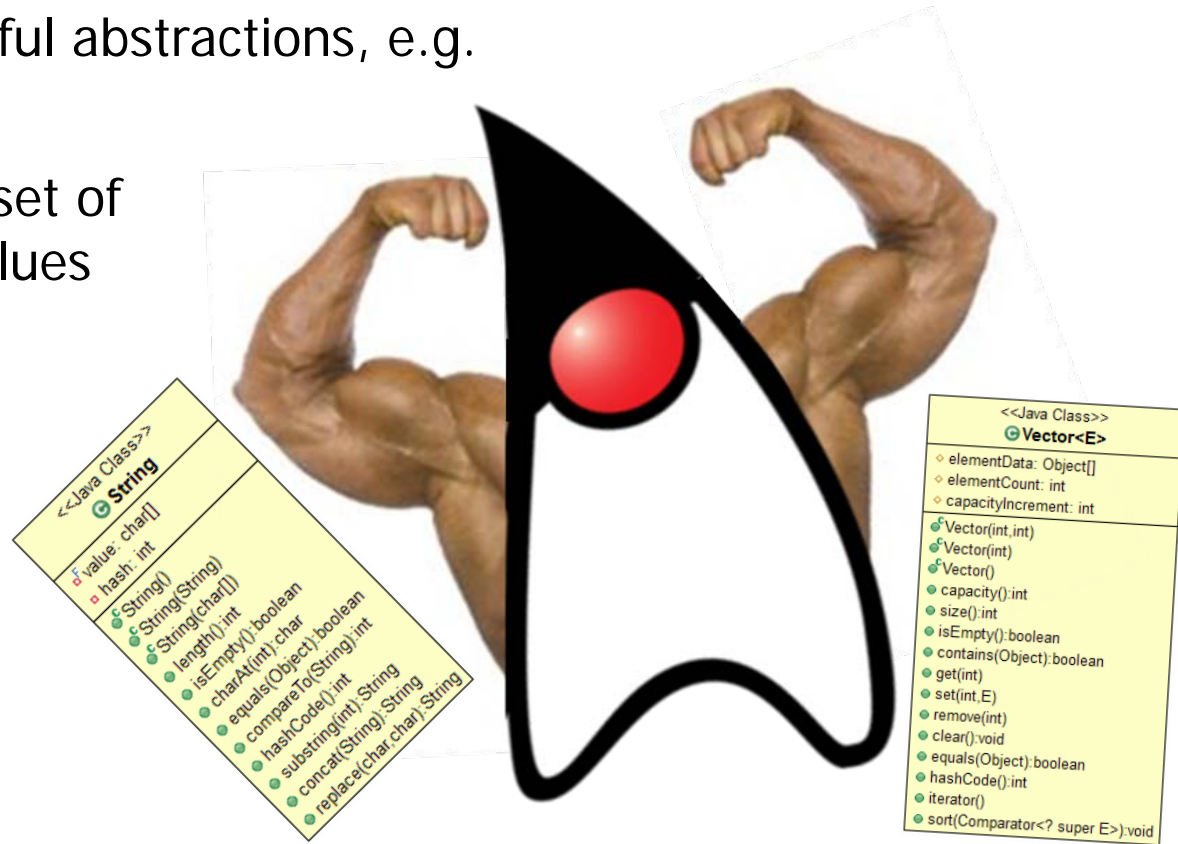 ful abstractions, e.g.
set of
lues
<<Java Class>>
String
value: char[]
hash: int
String()
String(String)
String(char[])
length():int
isEmpty():boolean
charAt(int):char
equals(Object):boolean
compareTo(String):int
hashCode():int
substring(int):String
concat(String):String
replace(char,char):String
<<Java Class>>
Vector<E>
elementData: Object[]
elementCount: int
capacityIncrement: int
Vector(int,int)
Vector(int)
Vector()
capacity():int
size():int
isEmpty():boolean
contains(Object):boolean
get(int)
set(int,E)
remove(int)
clear():void
equals(Object):boolean
hashCode():int
iterator()
sort(Comparator<? super E>):void